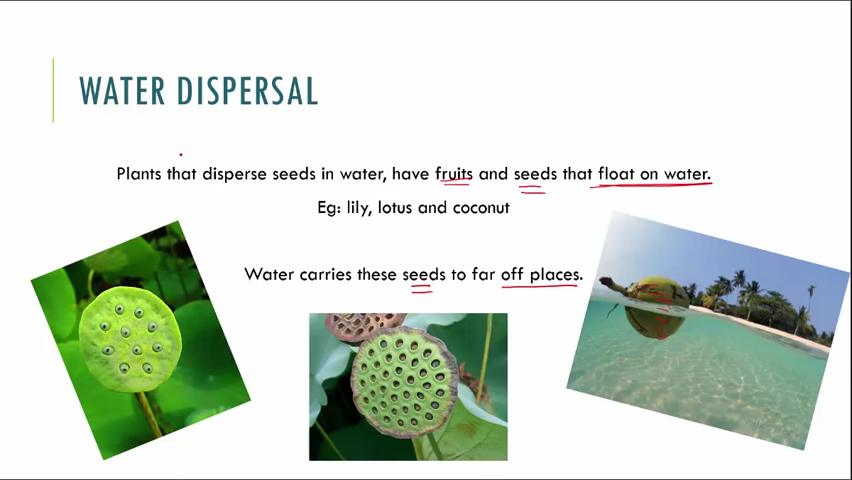 WATER DISPERSAL
Plants that disperse seeds in water, have fruits and seeds that float on water.
Eg: lily, lotus and coconut
Water carries these seeds to far off places.